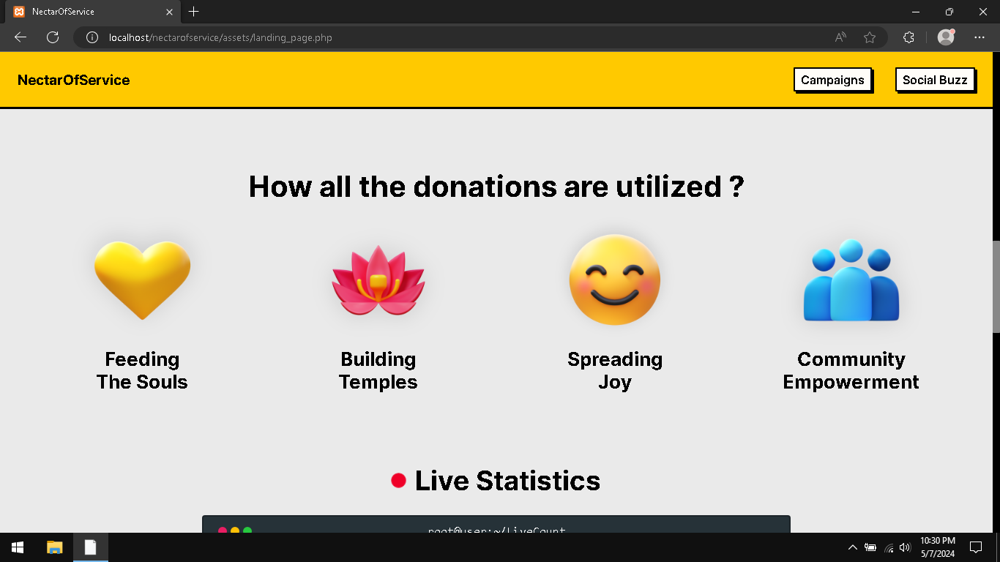 NectarOfService
localhost/nectarofservice/assets/landing_page.php
NectarOfService
Campaigns
Social Buzz
How all the donations are utilized ?
Feeding
The Souls
Building
Temples
Spreading
Joy
Community
Empowerment
Live Statistics
root@user:~/LiveCount
10:30 PM
5/7/2024